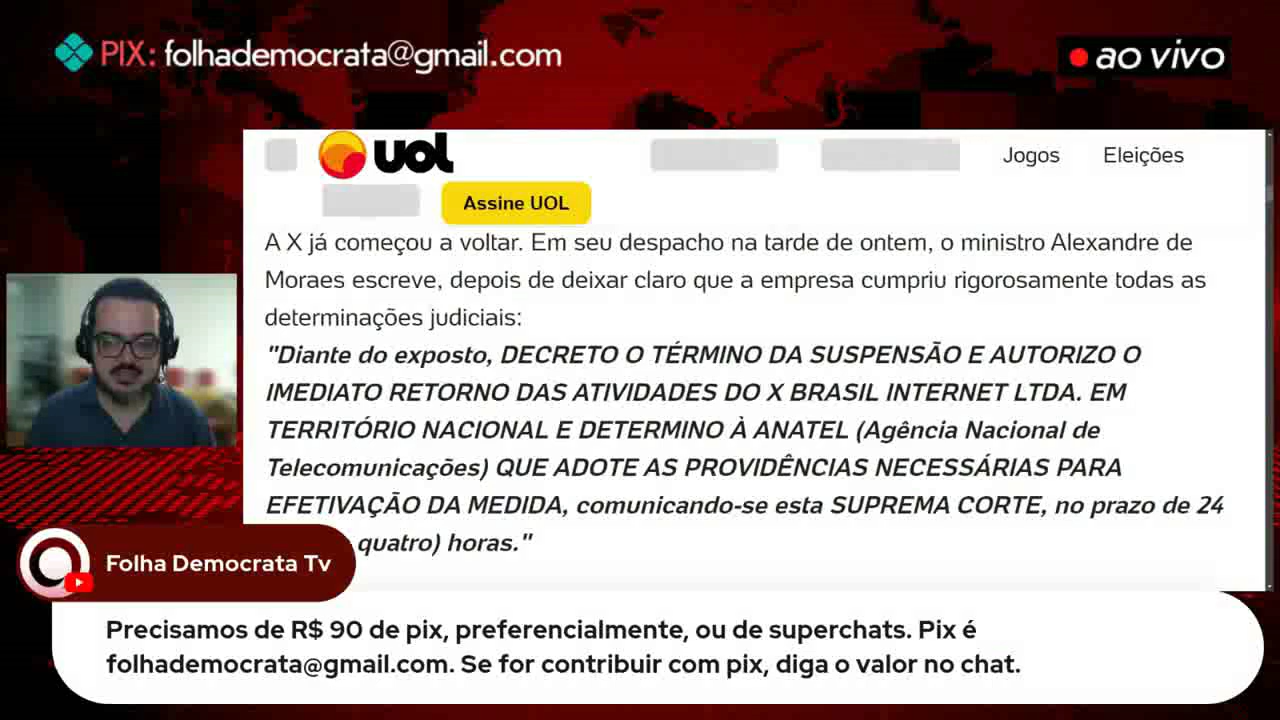 PIX: folhademocrata@gmail.com
ao vivo
uol
Jogos
Eleições
Assine UOL
A X já começou a voltar. Em seu despacho na tarde de ontem, o ministro Alexandre de
Moraes escreve, depois de deixar claro que a empresa cumpriu rigorosamente todas as
determinações judiciais:
"Diante do exposto, DECRETO O TÉRMINO DA SUSPENSÃO E AUTORIZO O
IMEDIATO RETORNO DAS ATIVIDADES DO X BRASIL INTERNET LTDA. EM
TERRITÓRIO NACIONAL E DETERMINO À ANATEL (Agência Nacional de
Telecomunicações) QUE ADOTE AS PROVIDÊNCIAS NECESSÁRIAS PARA
EFETIVAÇÃO DA MEDIDA, comunicando-se esta SUPREMA CORTE, no prazo de 24
quatro) horas."
Folha Democrata Tv
Precisamos de R$ 90 de pix, preferencialmente, ou de superchats. Pix é
folhademocrata@gmail.com. Se for contribuir com pix, diga o valor no chat.